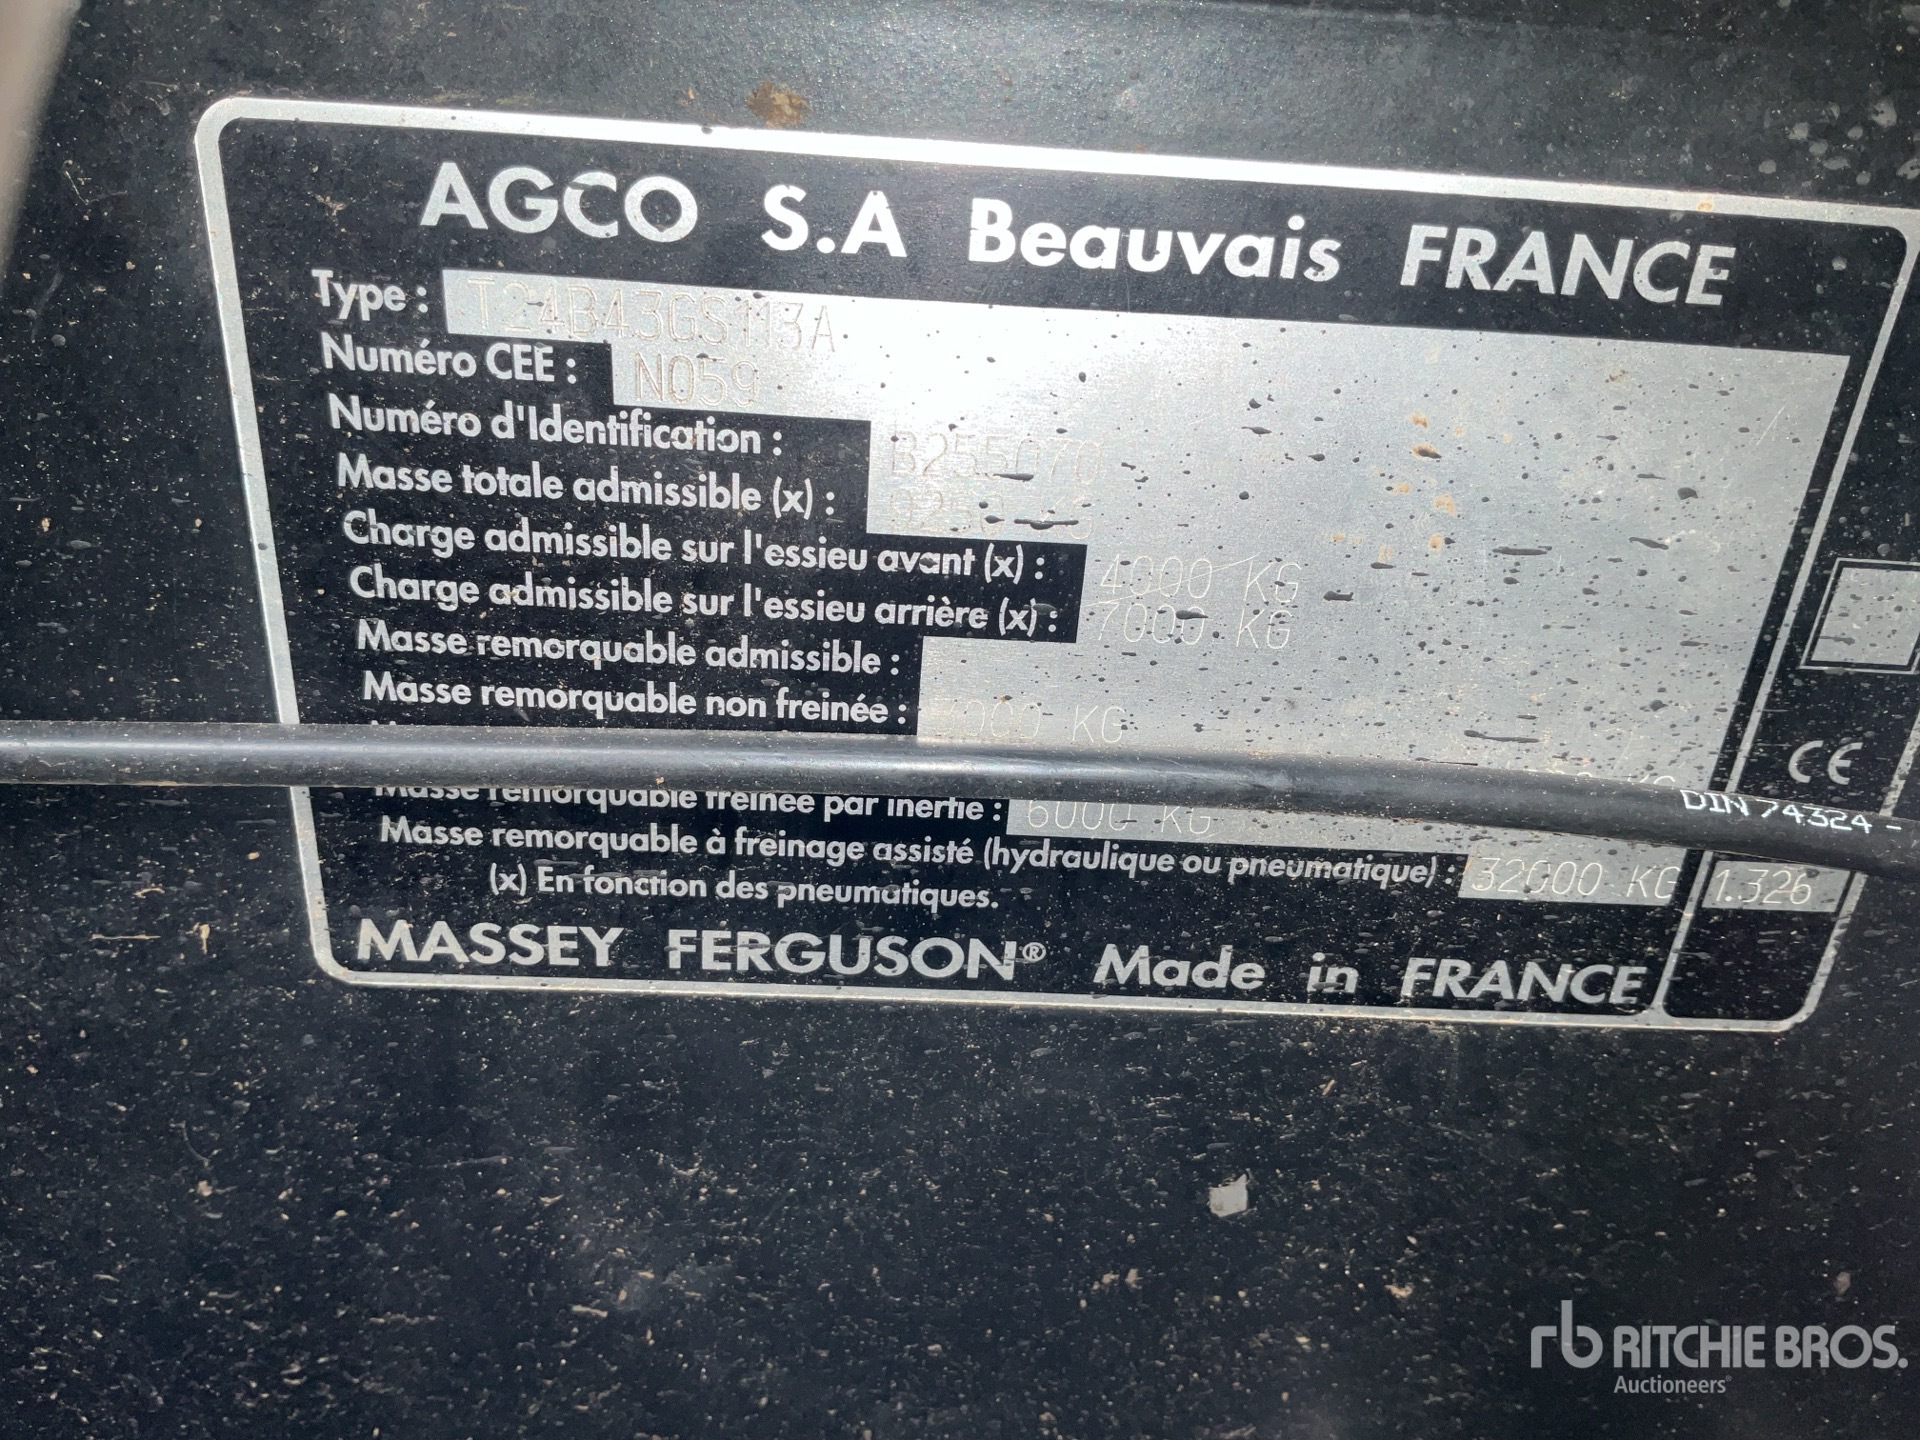 AGCO S.A Beauvais FRANCE
Type : T24B43GS113A
Numéro CEE : N059
Numéro d'Identification : B255070
Masse totale admissible (x) :
Charge admissible sur l'essieu avant (x) : 4000 KG
Charge admissible sur l'essieu arrière (x) : 7000 KG
Masse remorquable admissible :
Masse remorquable non freinée : KG
CE
DIN 74324 -
Masse remorquable freinée par inertie : 6000 KG
Masse remorquable à freinage assisté (hydraulique ou pneumatique) : 32000 KG 1.326
(x) En fonction des pneumatiques.
MASSEY FERGUSON® Made in FRANCE
rb RITCHIE BROS.
Auctioneers